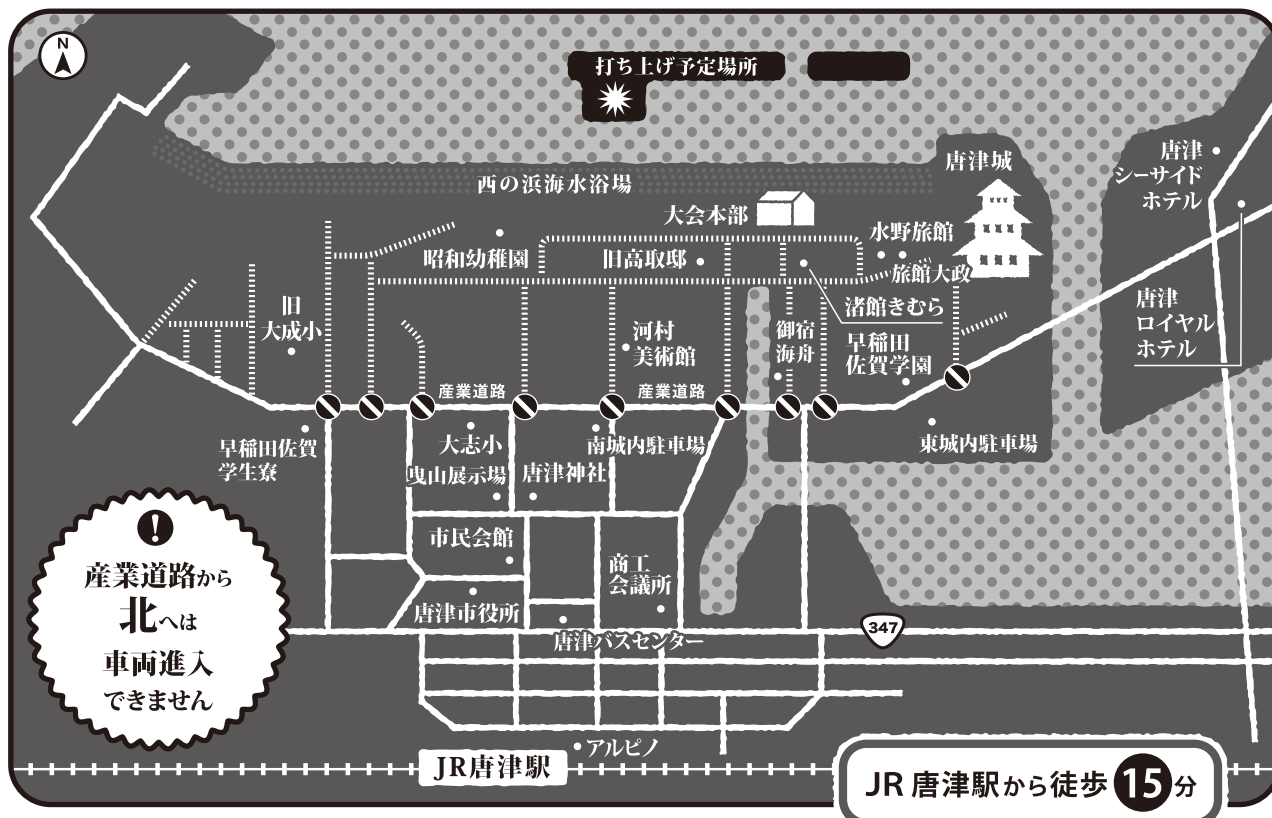 N
打ち上げ予定場所
西の浜海水浴場
唐津城
唐津
シーサイド
ホテル
大会本部
水野旅館
昭和幼稚園
旧高取邸
旅館大政
渚館きむら
唐津
ロイヤル
ホテル
旧
大成小
河村
美術館
御宿
海舟
早稲田
佐賀学園
産業道路
産業道路
早稲田佐賀
学生寮
大志小
南城内駐車場
東城内駐車場
曳山展示場
唐津神社
市民会館
商工
会議所
唐津市役所
唐津バスセンター
347
!
産業道路から
北へは
車両進入
できません
アルピノ
JR唐津駅
JR 唐津駅から徒歩 15 分